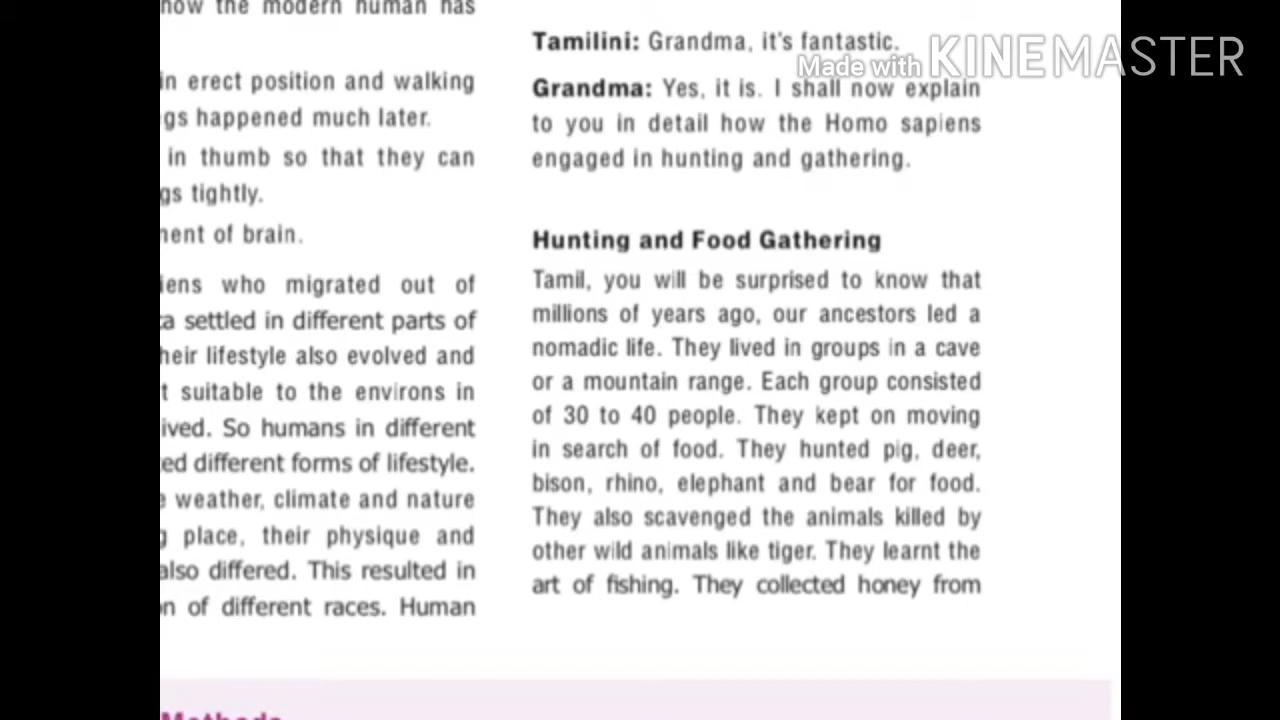 now the modern human has
in erect position and walking
gs happened much later.
in thumb so that they can
gs tightly.
ent of brain.
iens who migrated out of
a settled in different parts of
heir lifestyle also evolved and
t suitable to the environs in
ived. So humans in different
ed different forms of lifestyle.
weather, climate and nature
g place, their physique and
also differed. This resulted in
on of different races. Human
Tamilini: Grandma, it's fantastic.
Made with KINEMASTER
Grandma: Yes, it is. I shall now explain
to you in detail how the Homo sapiens
engaged in hunting and gathering.
Hunting and Food Gathering
Tamil, you will be surprised to know that
millions of years ago, our ancestors led a
nomadic life. They lived in groups in a cave
or a mountain range. Each group consisted
of 30 to 40 people. They kept on moving
in search of food. They hunted pig, deer,
bison, rhino, elephant and bear for food.
They also scavenged the animals killed by
other wild animals like tiger. They learnt the
art of fishing. They collected honey from
Methods